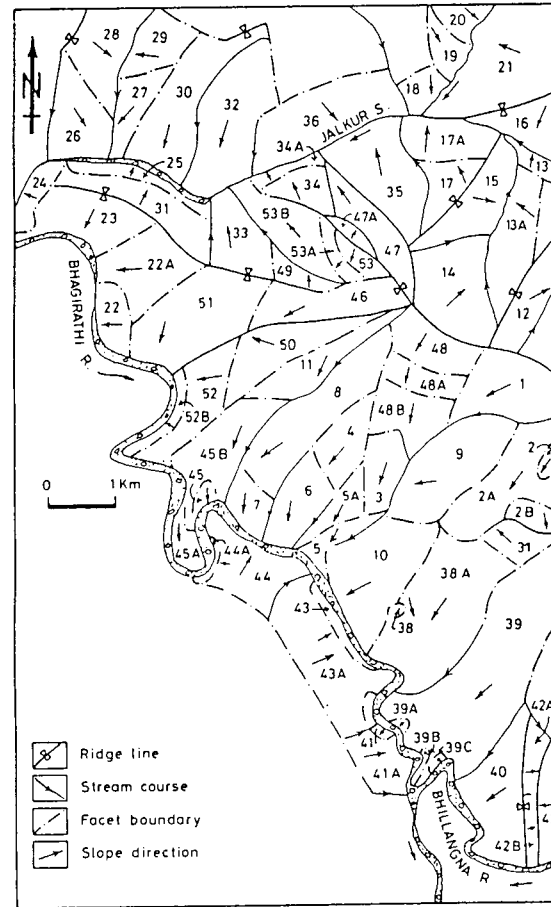 28
29
20
19
21
27
30
32
18
36
16
26
JALKUR S.
17A
34A
25
24
34
35
17
15
13
31
23
53B
47A
13A
33
53A
53
47
22A
49
14
46
12
22
51
48
BHAGIRATHI R.
50
11
48A
1
52
8
52B
48B
4
9
45B
2
0 1 Km
45
6
5A
3
2A
7
2B
45A
44A
5
10
31
44
38A
43
38
39
43A
39A
42A
41
39B
39C
41A
40
4
BHILLANGNA R
42B
N
Ridge line
Stream course
Facet boundary
Slope direction